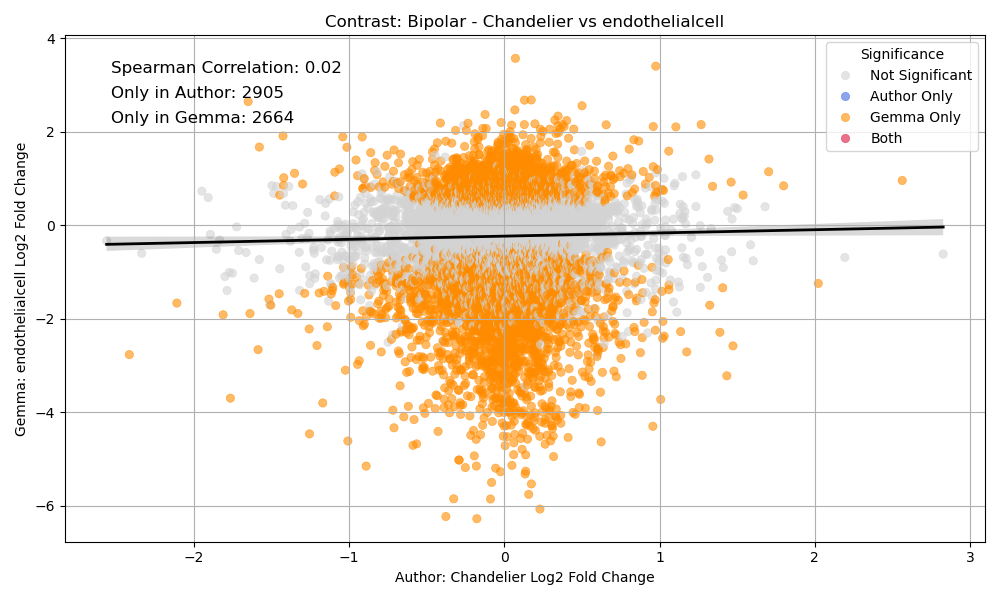 Contrast: Bipolar - Chandelier vs endothelialcell
Spearman Correlation: 0.02
Only in Author: 2905
Only in Gemma: 2664
Significance
Not Significant
Author Only
Gemma Only
Both
4
2
0
−2
−4
−6
Gemma: endothelialcell Log2 Fold Change
−2
−1
0
1
2
3
Author: Chandelier Log2 Fold Change